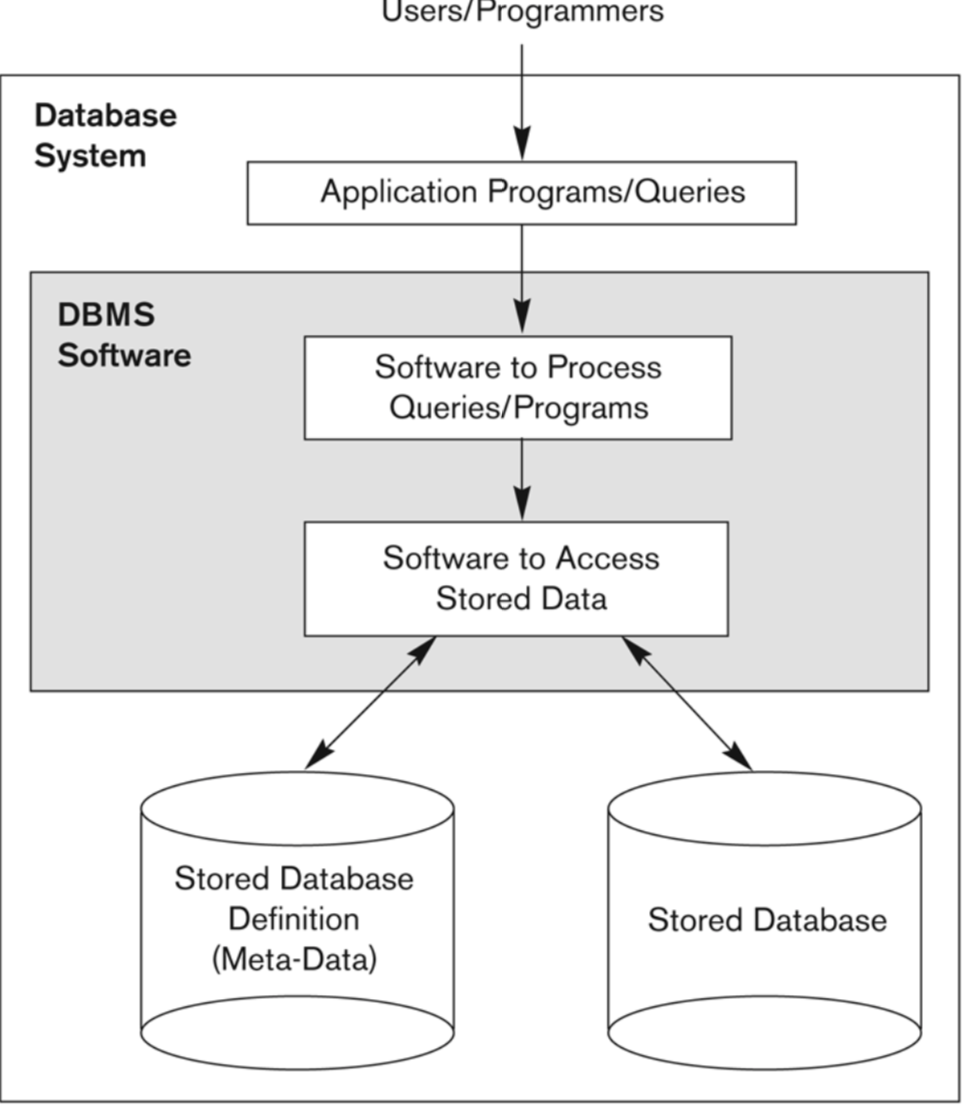 Users/Programmers
Database
System
Application Programs/Queries
DBMS
Software
Software to Process
Queries/Programs
Software to Access
Stored Data
Stored Database
Definition
(Meta-Data)
Stored Database